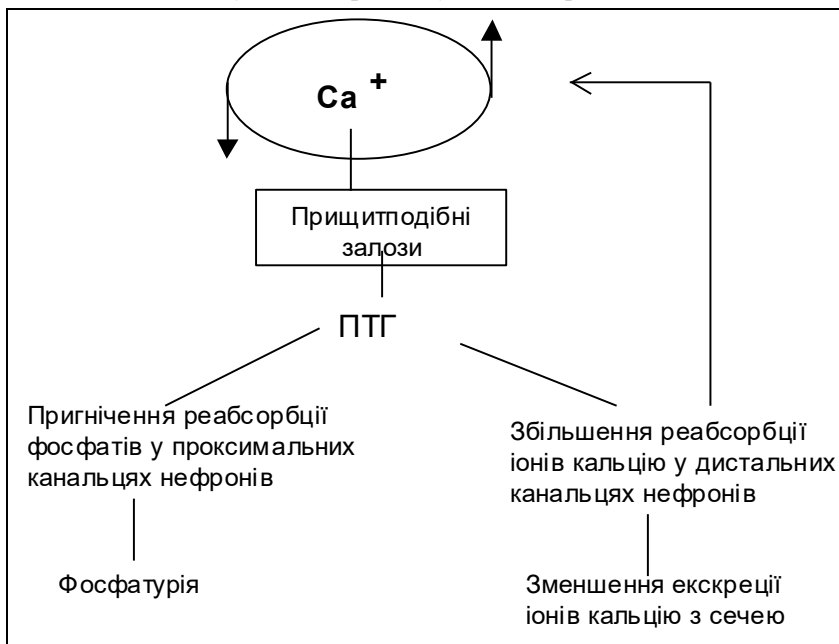 Ca +
Прищитподібні
залози
ПТГ
Пригнічення реабсорбції
фосфатів у проксимальних
канальцях нефронів
Збільшення реабсорбції
іонів кальцію у дистальних
канальцях нефронів
Фосфатурія
Зменшення екскреції
іонів кальцію з сечею